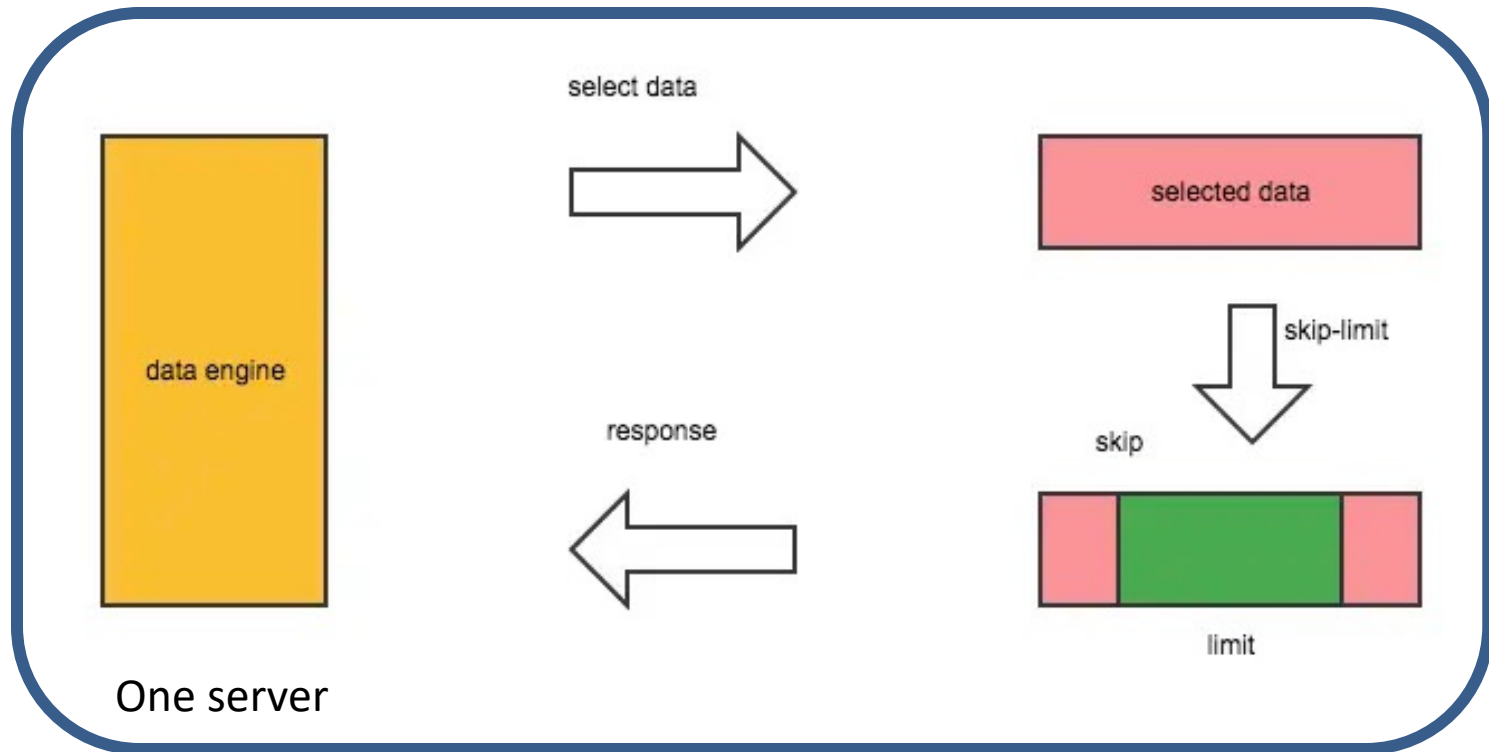 select data
selected data
data engine
skip-limit
response
skip
limit
One server